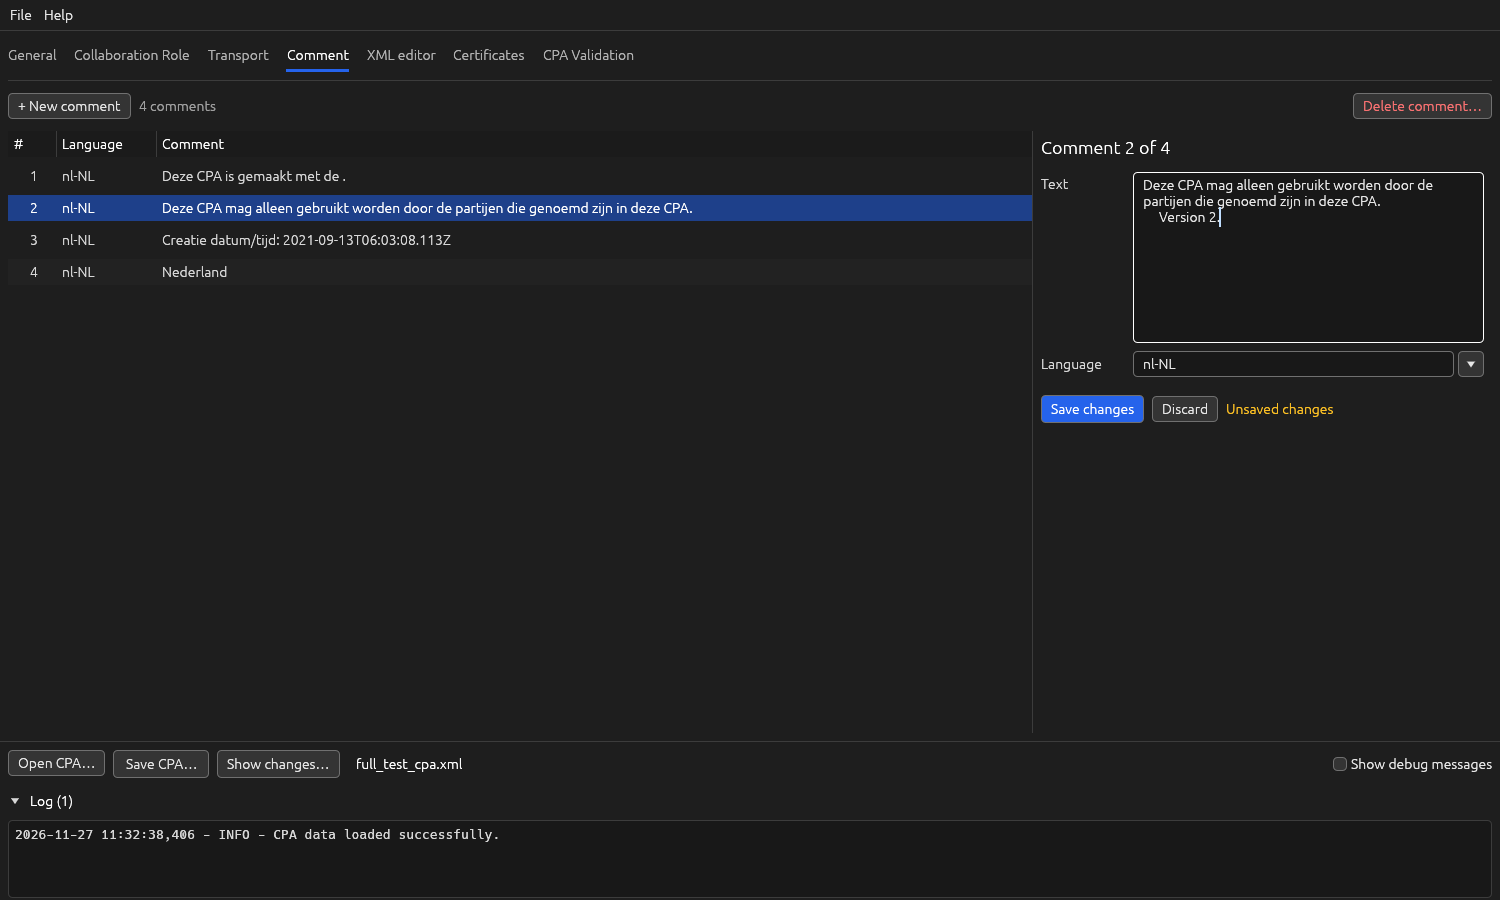 File Help
General Collaboration Role Transport Comment XML editor Certificates CPA Validation
+ New comment 4 comments Delete comment…
# Language Comment
1 nl-NL Deze CPA is gemaakt met de .
2 nl-NL Deze CPA mag alleen gebruikt worden door de partijen die genoemd zijn in deze CPA.
3 nl-NL Creatie datum/tijd: 2021-09-13T06:03:08.113Z
4 nl-NL Nederland
Comment 2 of 4
Text
Deze CPA mag alleen gebruikt worden door de
partijen die genoemd zijn in deze CPA.
Version 2.
Language nl-NL
Save changes Discard Unsaved changes
Open CPA… Save CPA… Show changes… full_test_cpa.xml Show debug messages
Log (1)
2026-11-27 11:32:38,406 - INFO - CPA data loaded successfully.